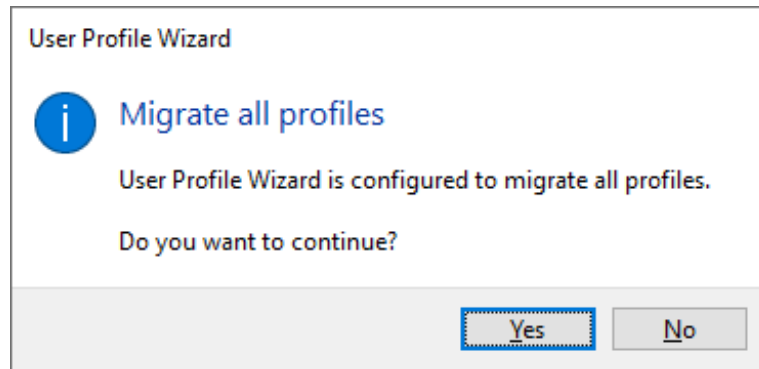 User Profile Wizard
Migrate all profiles
User Profile Wizard is configured to migrate all profiles.
Do you want to continue?
Yes No